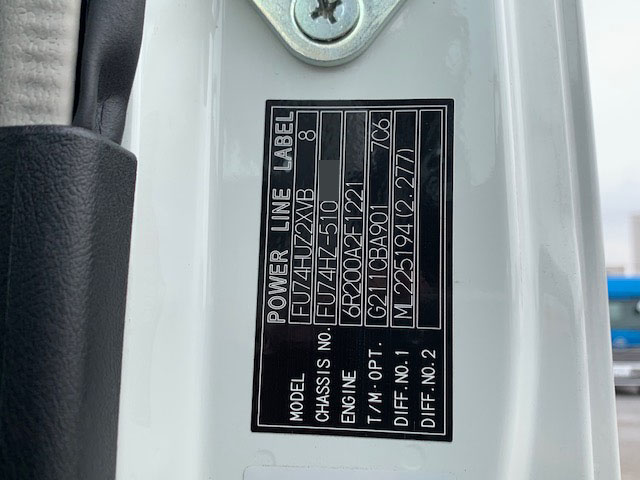 POWER LINE LABEL
MODEL FU74HUZ2XVB 8
CHASSIS NO. FU74HZ-510
ENGINE 6R200A2F1221
T/M·OPT. G211CBA901 7C6
DIFF.NO.1 ML225194(2.277)
DIFF.NO.2